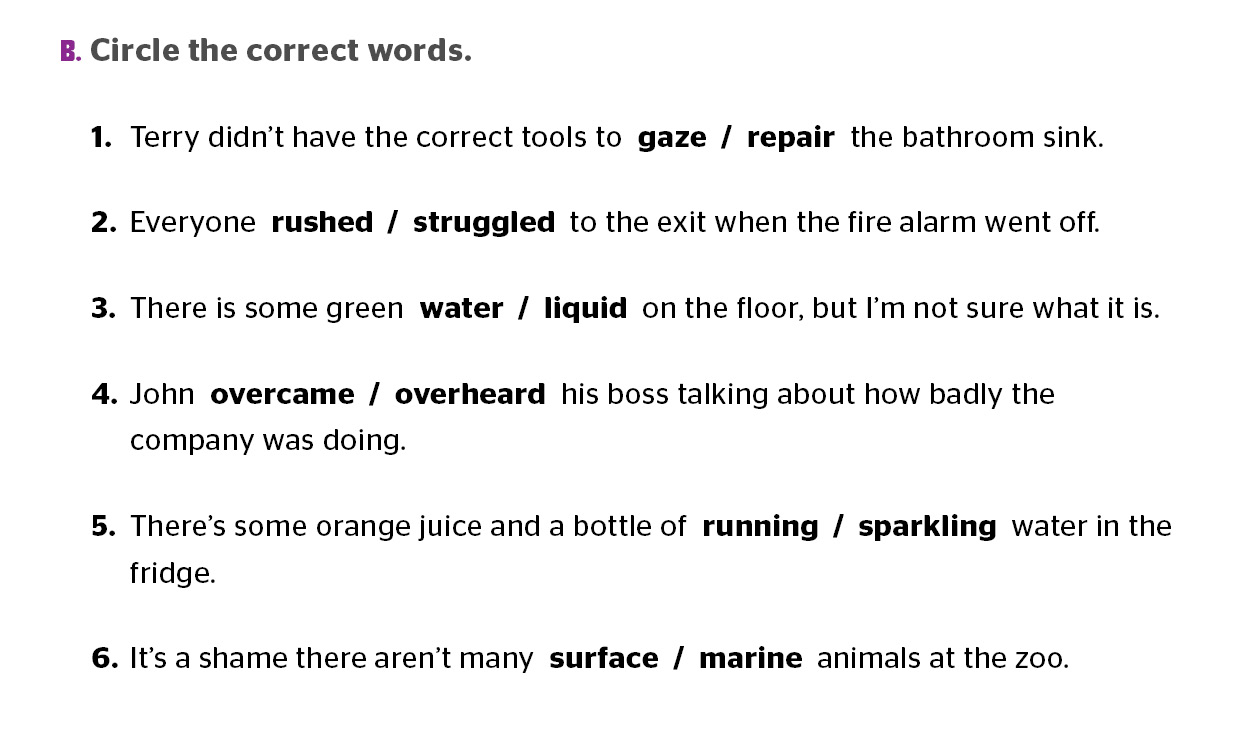 B. Circle the correct words.
1. Terry didn’t have the correct tools to gaze / repair the bathroom sink.
2. Everyone rushed / struggled to the exit when the fire alarm went off.
3. There is some green water / liquid on the floor, but I’m not sure what it is.
4. John overcame / overheard his boss talking about how badly the
company was doing.
5. There’s some orange juice and a bottle of running / sparkling water in the
fridge.
6. It’s a shame there aren’t many surface / marine animals at the zoo.